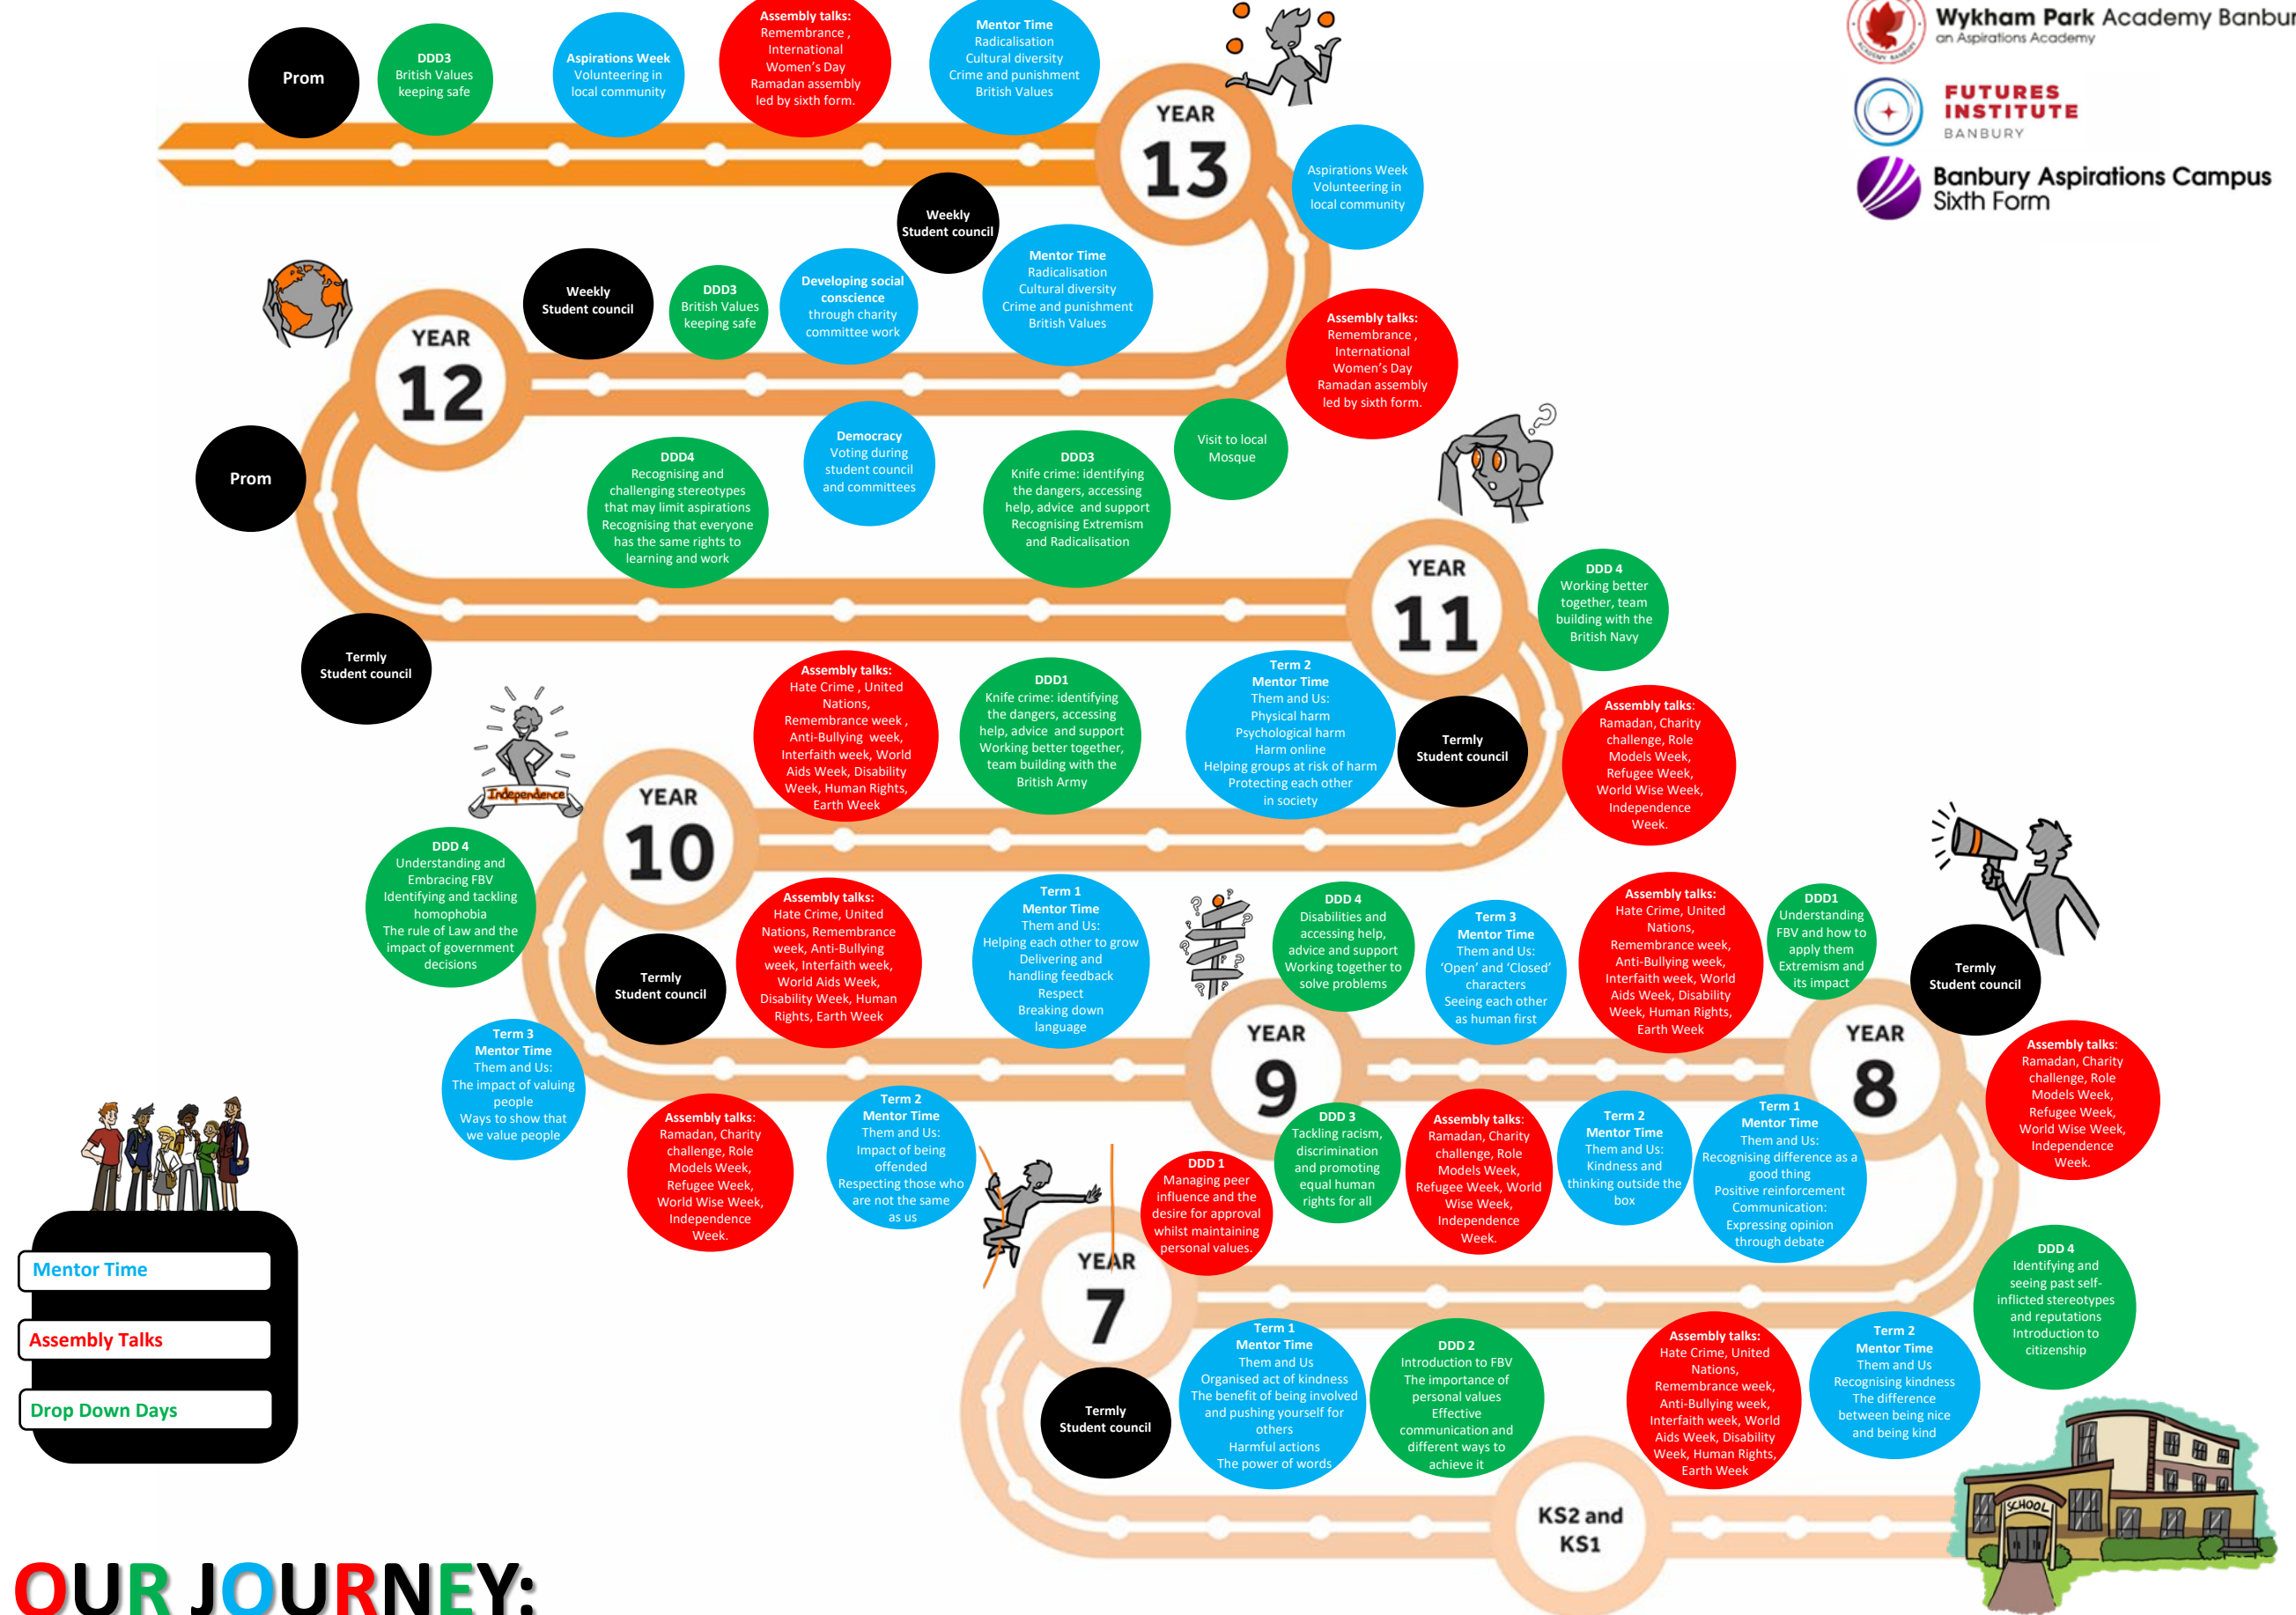 Wykham Park Academy Banbur
an Aspirations Academy
FUTURES
INSTITUTE
BANBURY
Banbury Aspirations Campus
Sixth Form
Prom
DDD3
British Values
keeping safe
Aspirations Week
Volunteering in
local community
Assembly talks:
Remembrance ,
International
Women's Day
Ramadan assembly
led by sixth form.
Mentor Time
Radicalisation
Cultural diversity
Crime and punishment
British Values
YEAR
13
Aspirations Week
Volunteering in
local community
Weekly
Student council
Weekly
Student council
DDD3
British Values
keeping safe
Developing social
conscience
through charity
committee work
Mentor Time
Radicalisation
Cultural diversity
Crime and punishment
British Values
Assembly talks:
Remembrance ,
International
Women's Day
Ramadan assembly
led by sixth form.
YEAR
12
Prom
DDD4
Recognising and
challenging stereotypes
that may limit aspirations
Recognising that everyone
has the same rights to
learning and work
Democracy
Voting during
student council
and committees
DDD3
Knife crime: identifying
the dangers, accessing
help, advice  and support
Recognising Extremism
and Radicalisation
Visit to local
Mosque
?
YEAR
11
DDD 4
Working better
together, team
building with the
British Navy
Termly
Student council
Assembly talks:
Hate Crime , United
Nations,
Remembrance week ,
Anti-Bullying  week,
Interfaith week, World
Aids Week, Disability
Week, Human Rights,
Earth Week
DDD1
Knife crime: identifying
the dangers, accessing
help, advice  and support
Working better together,
team building with the
British Army
Term 2
Mentor Time
Them and Us:
Physical harm
Psychological harm
Harm online
Helping groups at risk of harm
Protecting each other
in society
Termly
Student council
Assembly talks:
Ramadan, Charity
challenge, Role
Models Week,
Refugee Week,
World Wise Week,
Independence
Week.
Independence
YEAR
10
DDD 4
Understanding and
Embracing FBV
Identifying and tackling
homophobia
The rule of Law and the
impact of government
decisions
Termly
Student council
Assembly talks:
Hate Crime, United
Nations, Remembrance
week, Anti-Bullying
week, Interfaith week,
World Aids Week,
Disability Week, Human
Rights, Earth Week
Term 1
Mentor Time
Them and Us:
Helping each other to grow
Delivering and
handling feedback
Respect
Breaking down
language
DDD 4
Disabilities and
accessing help,
advice and support
Working together to
solve problems
Term 3
Mentor Time
Them and Us:
'Open' and 'Closed'
characters
Seeing each other
as human first
Assembly talks:
Hate Crime, United
Nations,
Remembrance week,
Anti-Bullying week,
Interfaith week, World
Aids Week, Disability
Week, Human Rights,
Earth Week
DDD1
Understanding
FBV and how to
apply them
Extremism and
its impact
Termly
Student council
YEAR
9
YEAR
8
Assembly talks:
Ramadan, Charity
challenge, Role
Models Week,
Refugee Week,
World Wise Week,
Independence
Week.
Term 3
Mentor Time
Them and Us:
The impact of valuing
people
Ways to show that
we value people
Assembly talks:
Ramadan, Charity
challenge, Role
Models Week,
Refugee Week,
World Wise Week,
Independence
Week.
Term 2
Mentor Time
Them and Us:
Impact of being
offended
Respecting those who
are not the same
as us
DDD 1
Managing peer
influence and the
desire for approval
whilst maintaining
personal values.
DDD 3
Tackling racism,
discrimination
and promoting
equal human
rights for all
Assembly talks:
Ramadan, Charity
challenge, Role
Models Week,
Refugee Week, World
Wise Week,
Independence
Week.
Term 2
Mentor Time
Them and Us:
Kindness and
thinking outside the
box
Term 1
Mentor Time
Them and Us:
Recognising difference as a
good thing
Positive reinforcement
Communication:
Expressing opinion
through debate
DDD 4
Identifying and
seeing past self-
inflicted stereotypes
and reputations
Introduction to
citizenship
YEAR
7
Termly
Student council
Term 1
Mentor Time
Them and Us
Organised act of kindness
The benefit of being involved
and pushing yourself for
others
Harmful actions
The power of words
DDD 2
Introduction to FBV
The importance of
personal values
Effective
communication and
different ways to
achieve it
Assembly talks:
Hate Crime, United
Nations,
Remembrance week,
Anti-Bullying week,
Interfaith week, World
Aids Week, Disability
Week, Human Rights,
Earth Week
Term 2
Mentor Time
Them and Us
Recognising kindness
The difference
between being nice
and being kind
KS2 and
KS1
SCHOOL
Mentor Time
Assembly Talks
Drop Down Days
OUR JOURNEY: